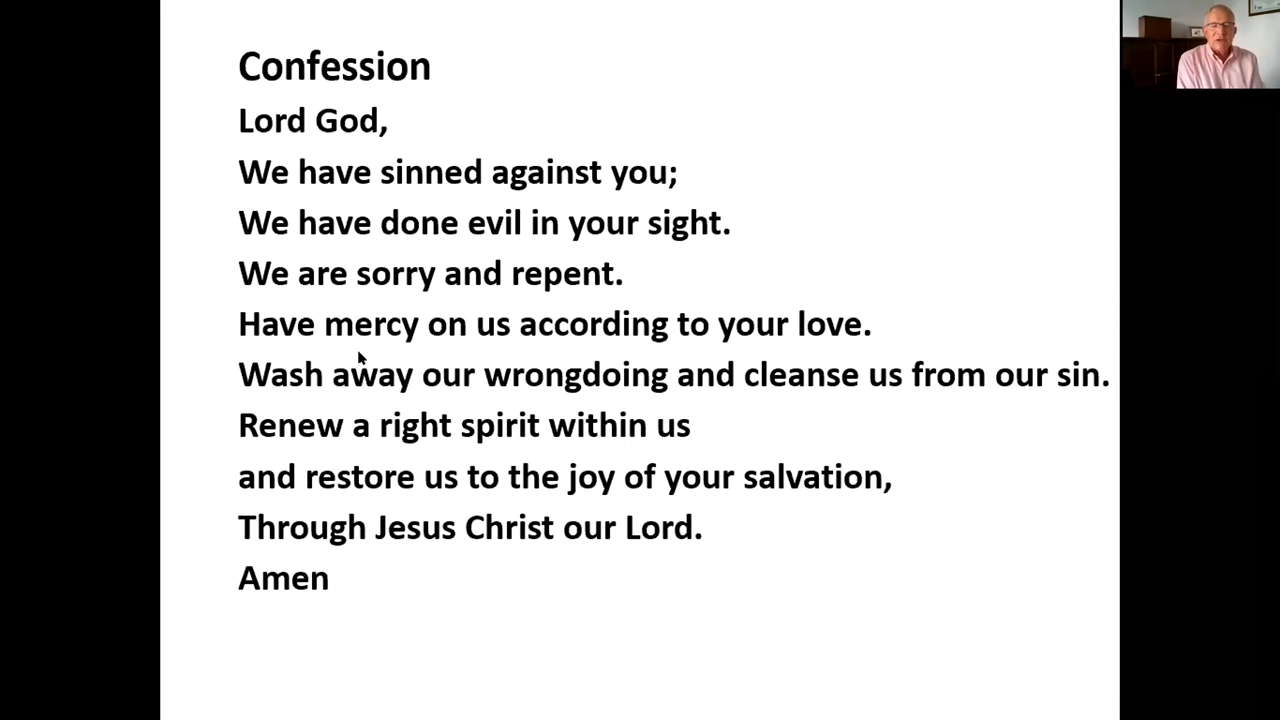 Confession
Lord God,
We have sinned against you;
We have done evil in your sight.
We are sorry and repent.
Have mercy on us according to your love.
Wash away our wrongdoing and cleanse us from our sin.
Renew a right spirit within us
and restore us to the joy of your salvation,
Through Jesus Christ our Lord.
Amen